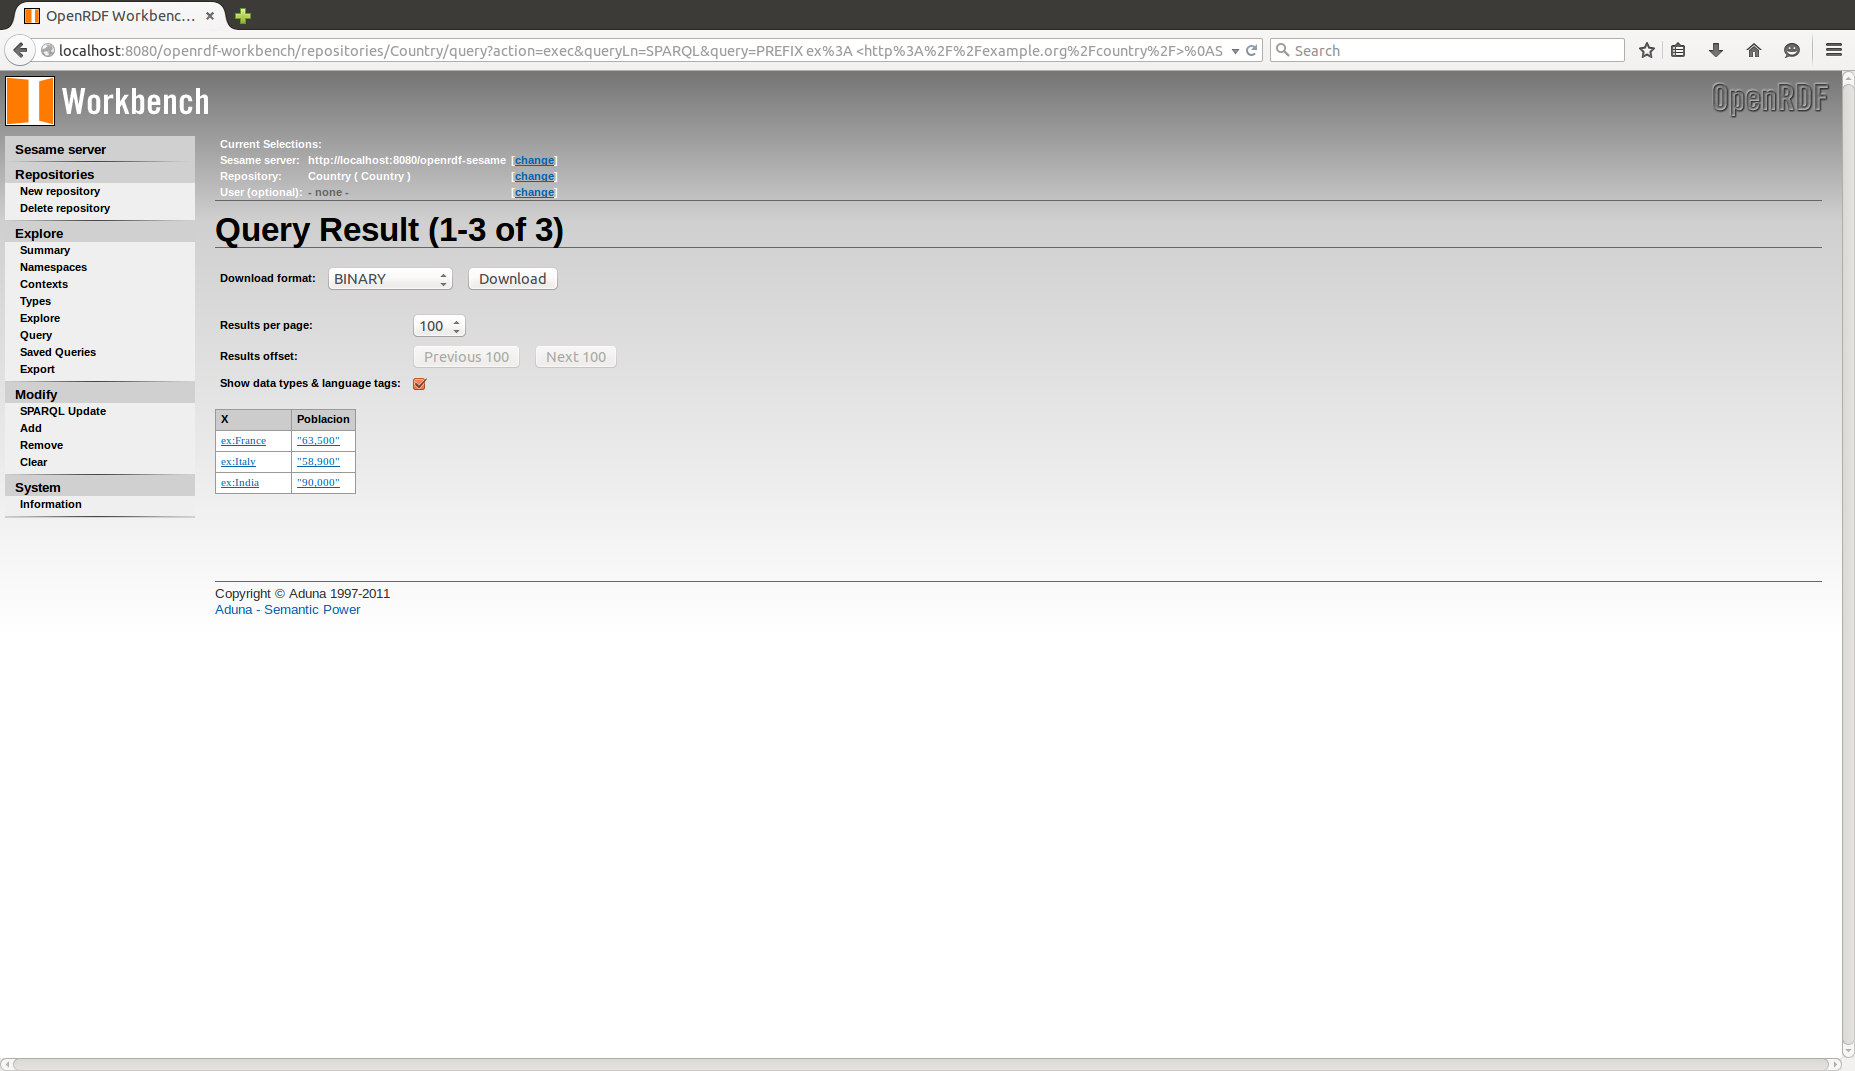 OpenRDF Workbenc...
localhost:8080/openrdf-workbench/repositories/Country/query?action=exec&queryLn=SPARQL&query=PREFIX ex%3A <http%3A%2F%2Fexample.org%2Fcountry%2F>%0AS
Search
Workbench
OpenRDF
Sesame server
Repositories
New repository
Delete repository
Explore
Summary
Namespaces
Contexts
Types
Explore
Query
Saved Queries
Export
Modify
SPARQL Update
Add
Remove
Clear
System
Information
Current Selections:
Sesame server: http://localhost:8080/openrdf-sesame [change]
Repository: Country ( Country ) [change]
User (optional): - none - [change]
Query Result (1-3 of 3)
Download format: BINARY Download
Results per page: 100
Results offset: Previous 100 Next 100
Show data types & language tags:
X Poblacion
ex:France "63,500"
ex:Italy "58,900"
ex:India "90,000"
Copyright © Aduna 1997-2011
Aduna - Semantic Power